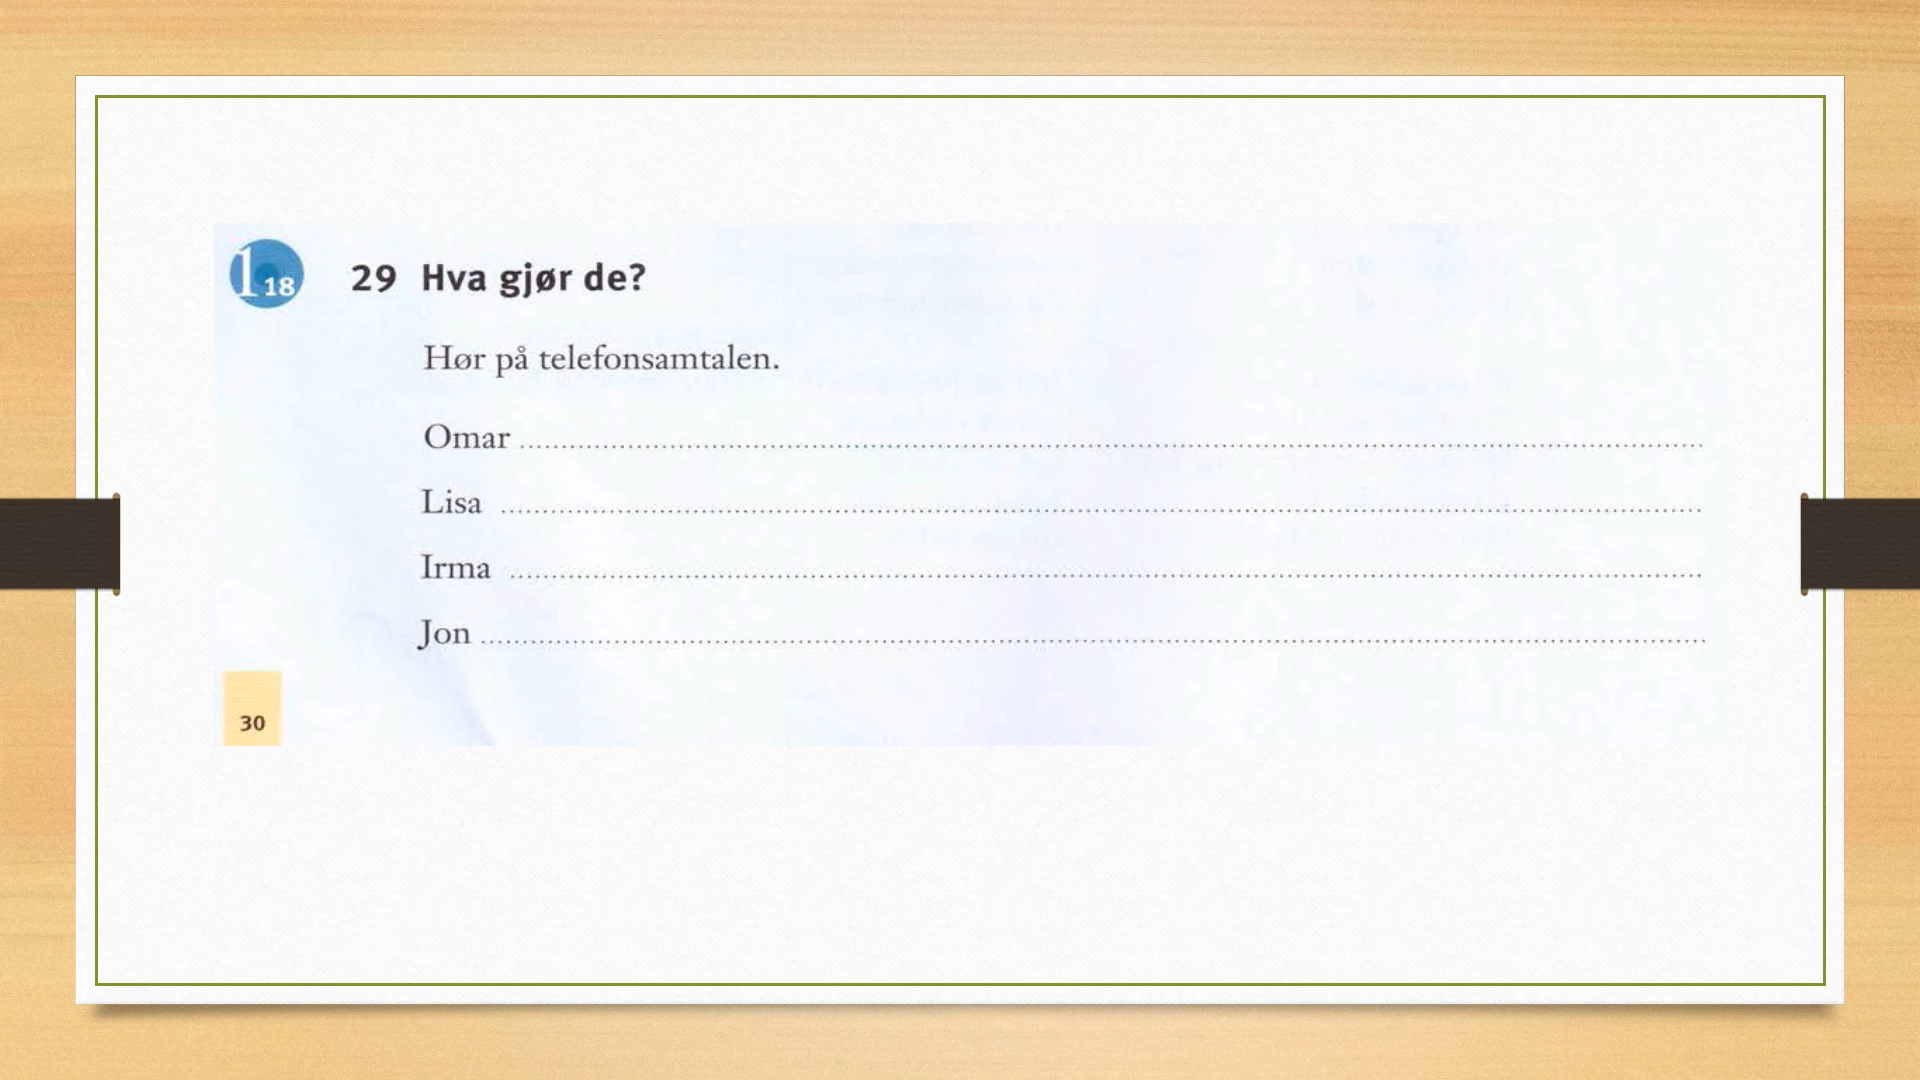 1 18
29 Hva gjør de?
Hør på telefonsamtalen.
Omar
Lisa
Irma
Jon
30